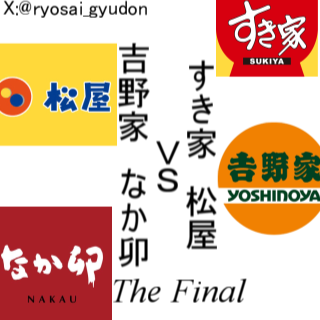 X;@ryosai_gyudon
すき家
SUKIYA
松屋
吉野家 なか卯
VS
すき家 松屋
吉野家
YOSHINOYA
なか卯
NAKAU
The Final